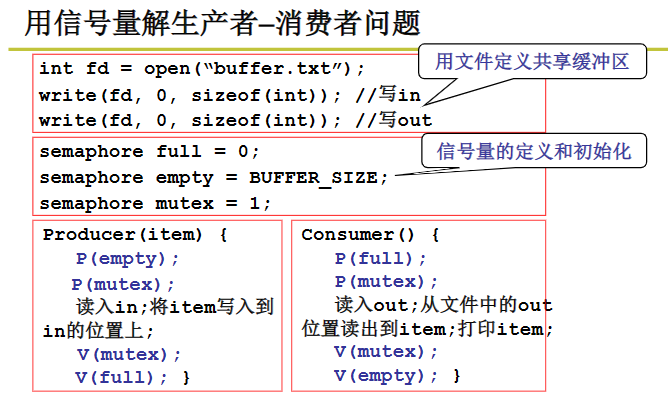 用信号量解生产者–消费者问题
int fd = open(“buffer.txt”);
write(fd, 0, sizeof(int)); //写in
write(fd, 0, sizeof(int)); //写out
用文件定义共享缓冲区
semaphore full = 0;
semaphore empty = BUFFER_SIZE;
semaphore mutex = 1;
信号量的定义和初始化
Producer(item) {
P(empty);
P(mutex);
读入in;将item写入到
in的位置上;
V(mutex);
V(full); }
Consumer() {
P(full);
P(mutex);
读入out;从文件中的out
位置读出到item;打印item;
V(mutex);
V(empty); }